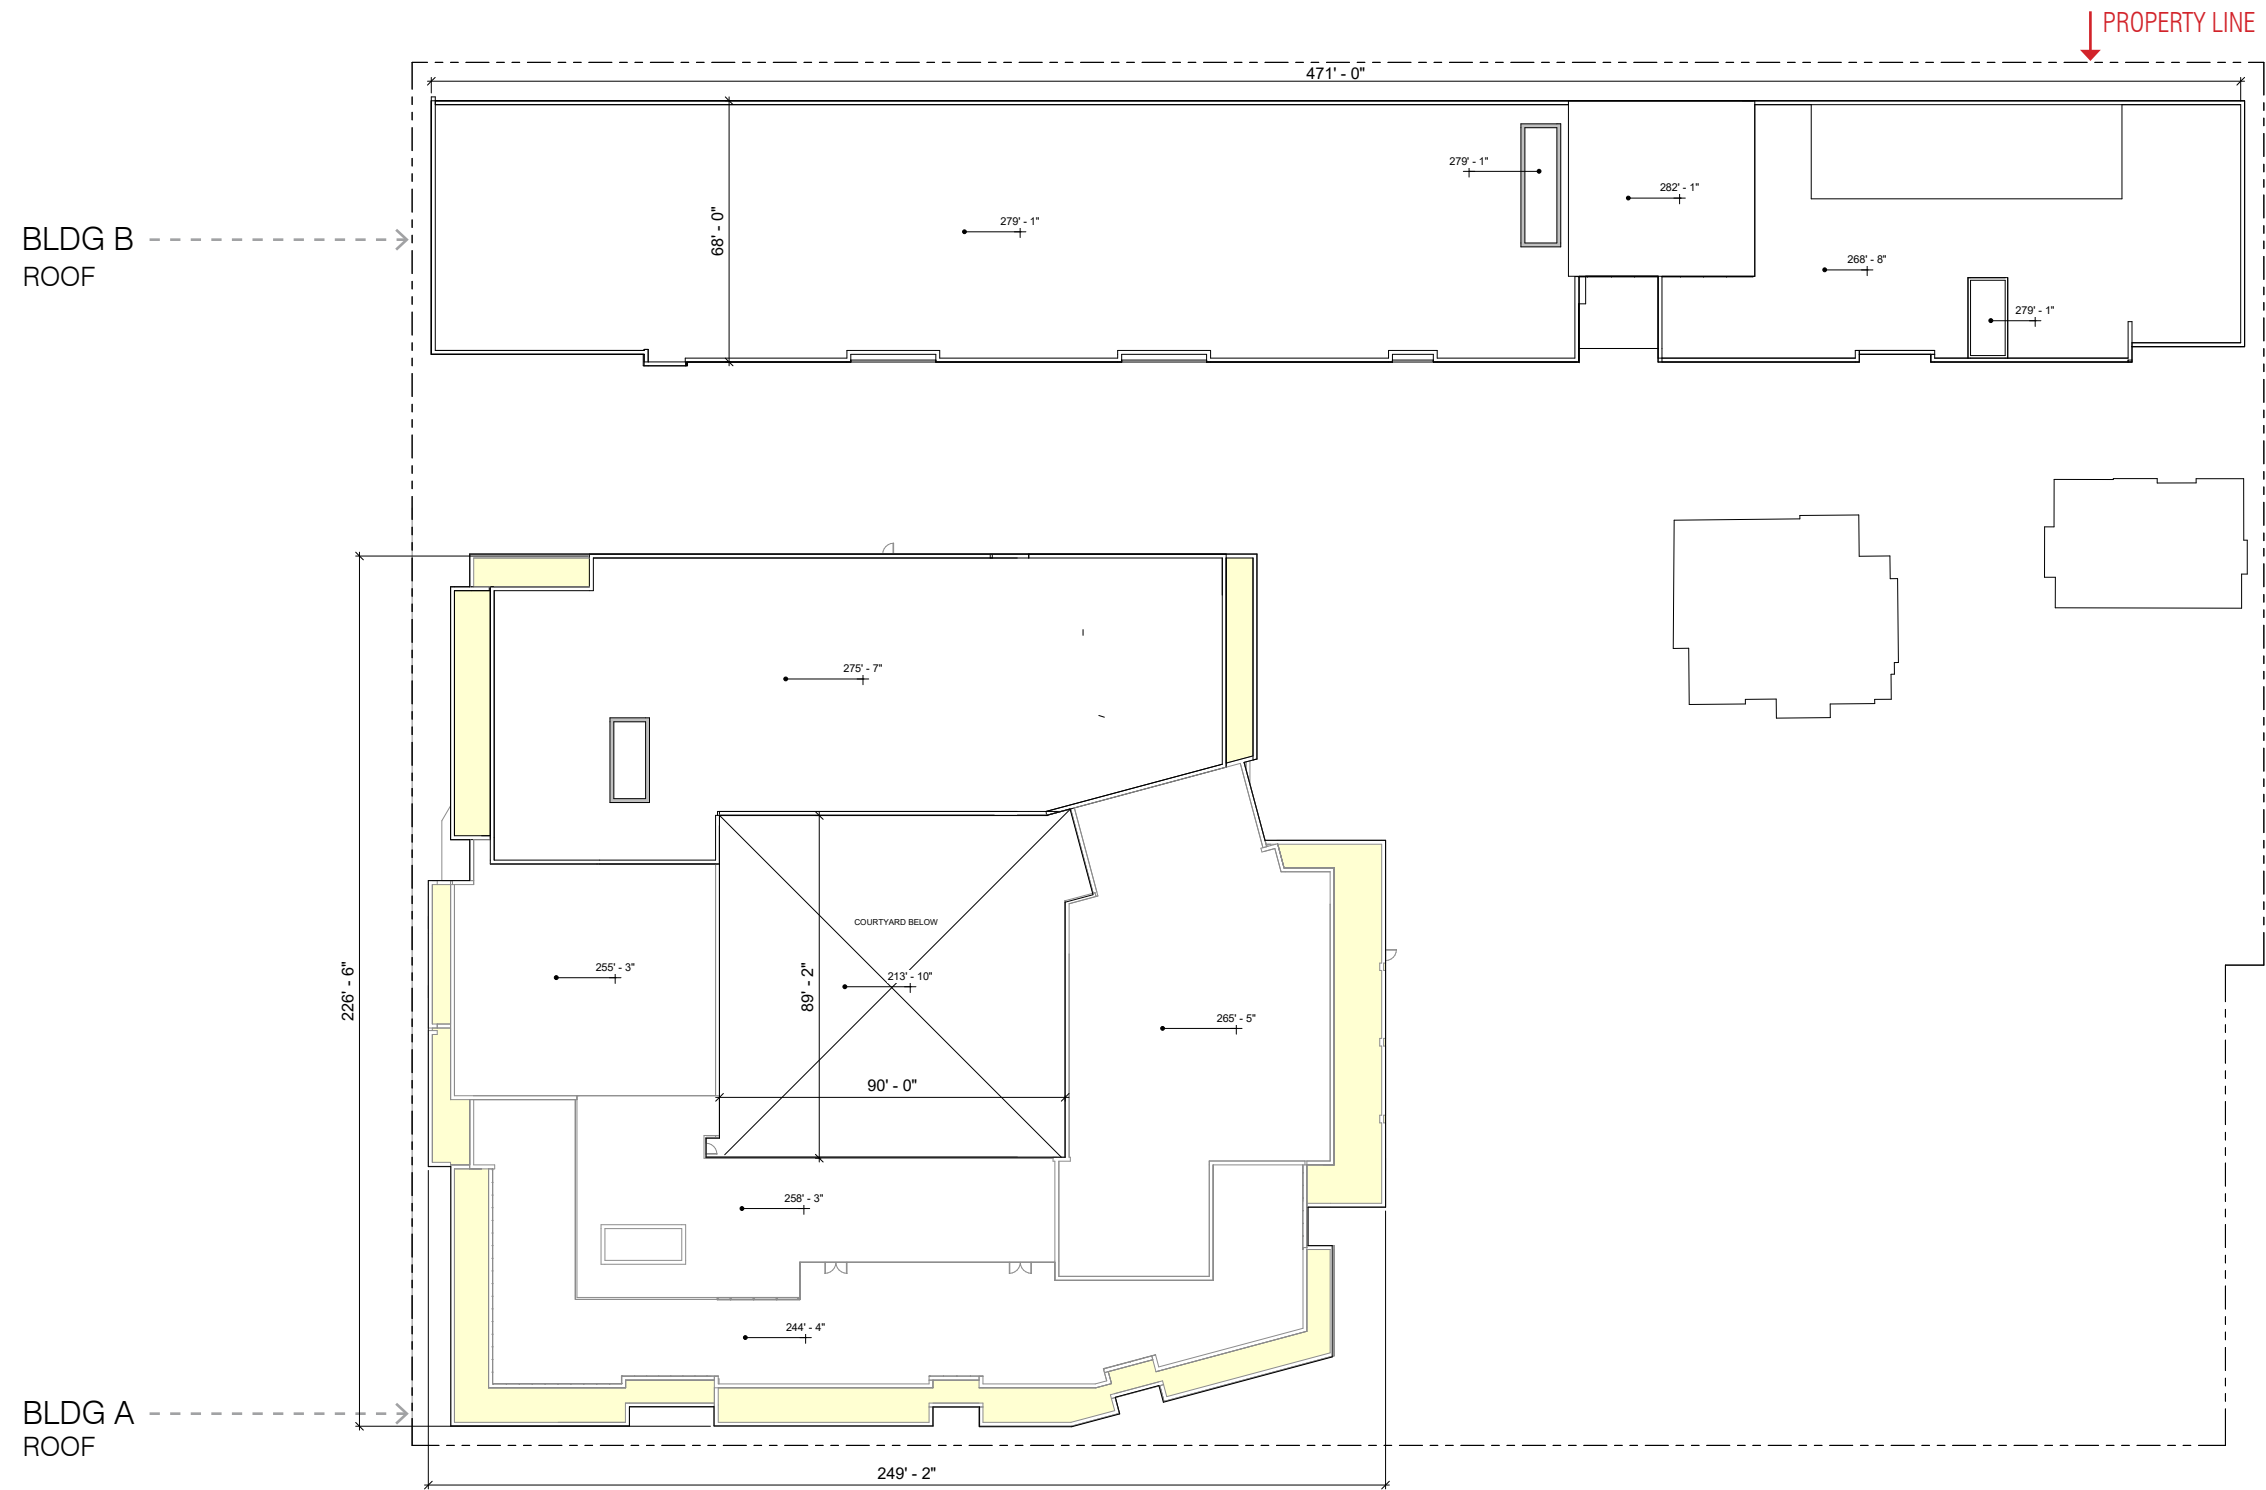 PROPERTY LINE
471' - 0"
279' - 1"
282' - 1"
68' - 0"
279' - 1"
BLDG B
ROOF
268' - 8"
279' - 1"
275' - 7"
COURTYARD BELOW
255' - 3"
213' - 10"
226' - 6"
89' - 2"
265' - 5"
90' - 0"
258' - 3"
244' - 4"
BLDG A
ROOF
249' - 2"